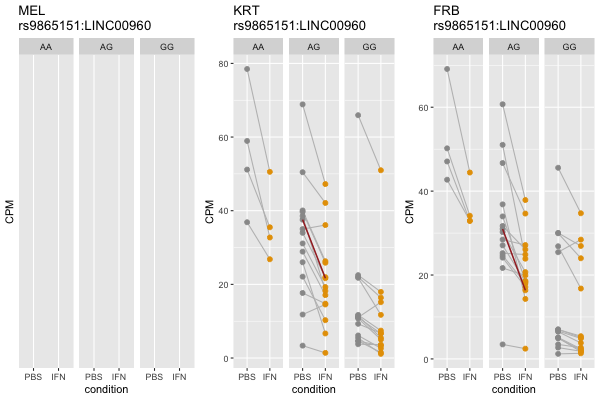 MEL
rs9865151:LINC00960
AA AG GG
CPM
PBS IFN PBS IFN PBS IFN
condition
KRT
rs9865151:LINC00960
AA AG GG
80
60
40
20
0
CPM
PBS IFN PBS IFN PBS IFN
condition
FRB
rs9865151:LINC00960
AA AG GG
60
40
20
0
CPM
PBS IFN PBS IFN PBS IFN
condition